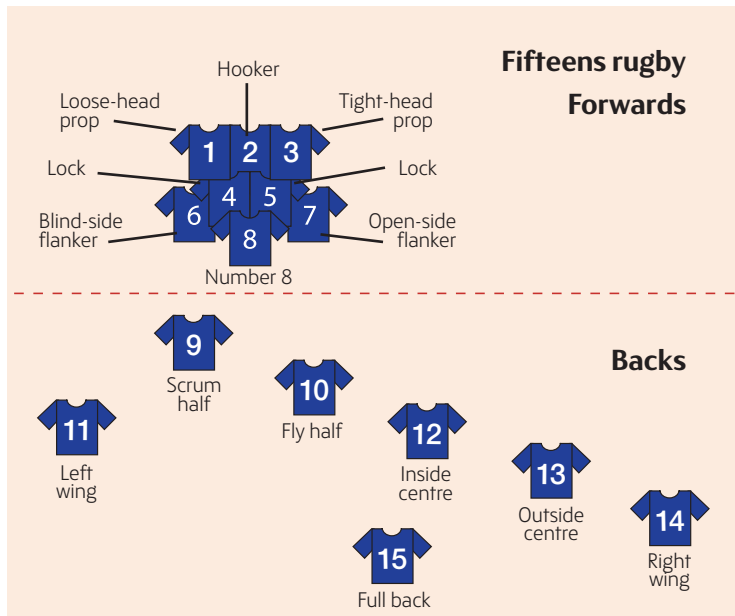 Fifteens rugby
Forwards
Hooker
Loose-head
prop
Tight-head
prop
1 2 3
Lock
Lock
4 5
6 7
Blind-side
flanker
Open-side
flanker
8
Number 8
Backs
9
Scrum
half
10
Fly half
11
Left
wing
12
Inside
centre
13
Outside
centre
14
Right
wing
15
Full back